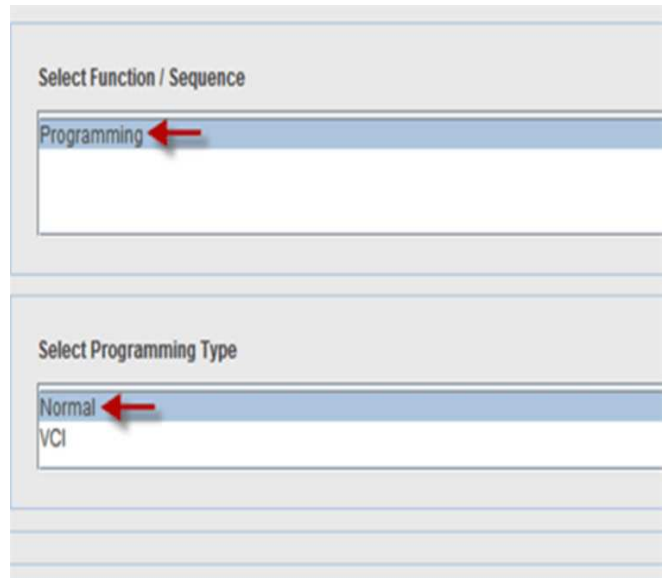 Select Function / Sequence
Programming
Select Programming Type
Normal
VCI